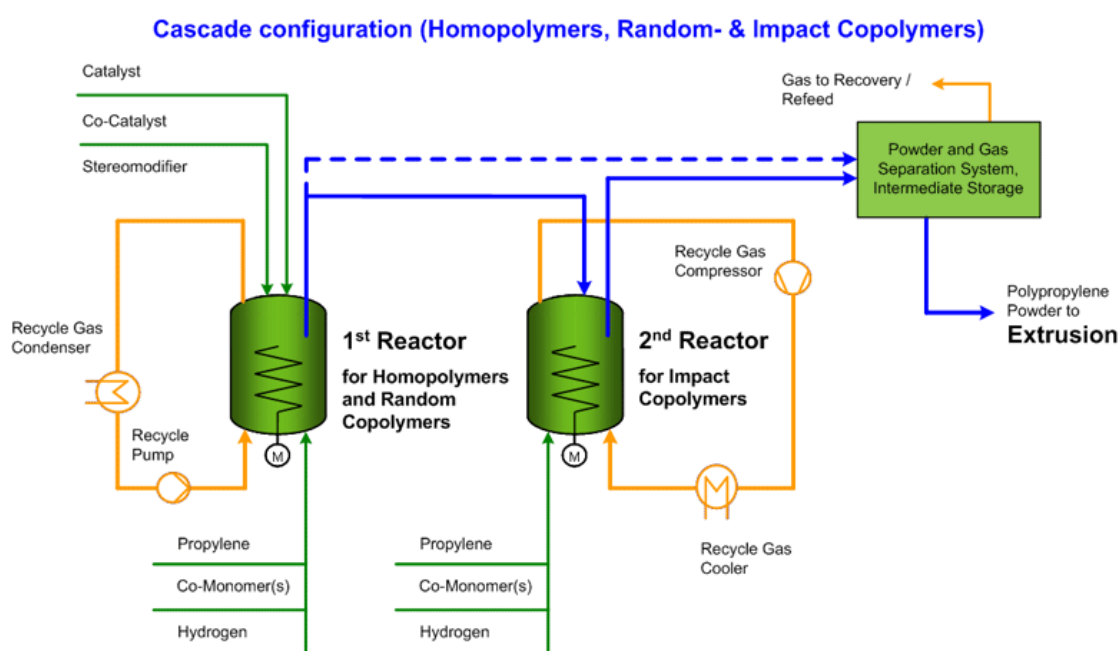 Cascade configuration (Homopolymers, Random- & Impact Copolymers)
Catalyst
Co-Catalyst
Stereomodifier
Gas to Recovery /
Refeed
Powder and Gas
Separation System,
Intermediate Storage
Recycle Gas
Compressor
Polypropylene
Powder to
Extrusion
Recycle Gas
Condenser
1st Reactor
for Homopolymers
and Random
Copolymers
2nd Reactor
for Impact
Copolymers
Recycle
Pump
M
M
Recycle Gas
Cooler
Propylene
Co-Monomer(s)
Hydrogen
Propylene
Co-Monomer(s)
Hydrogen